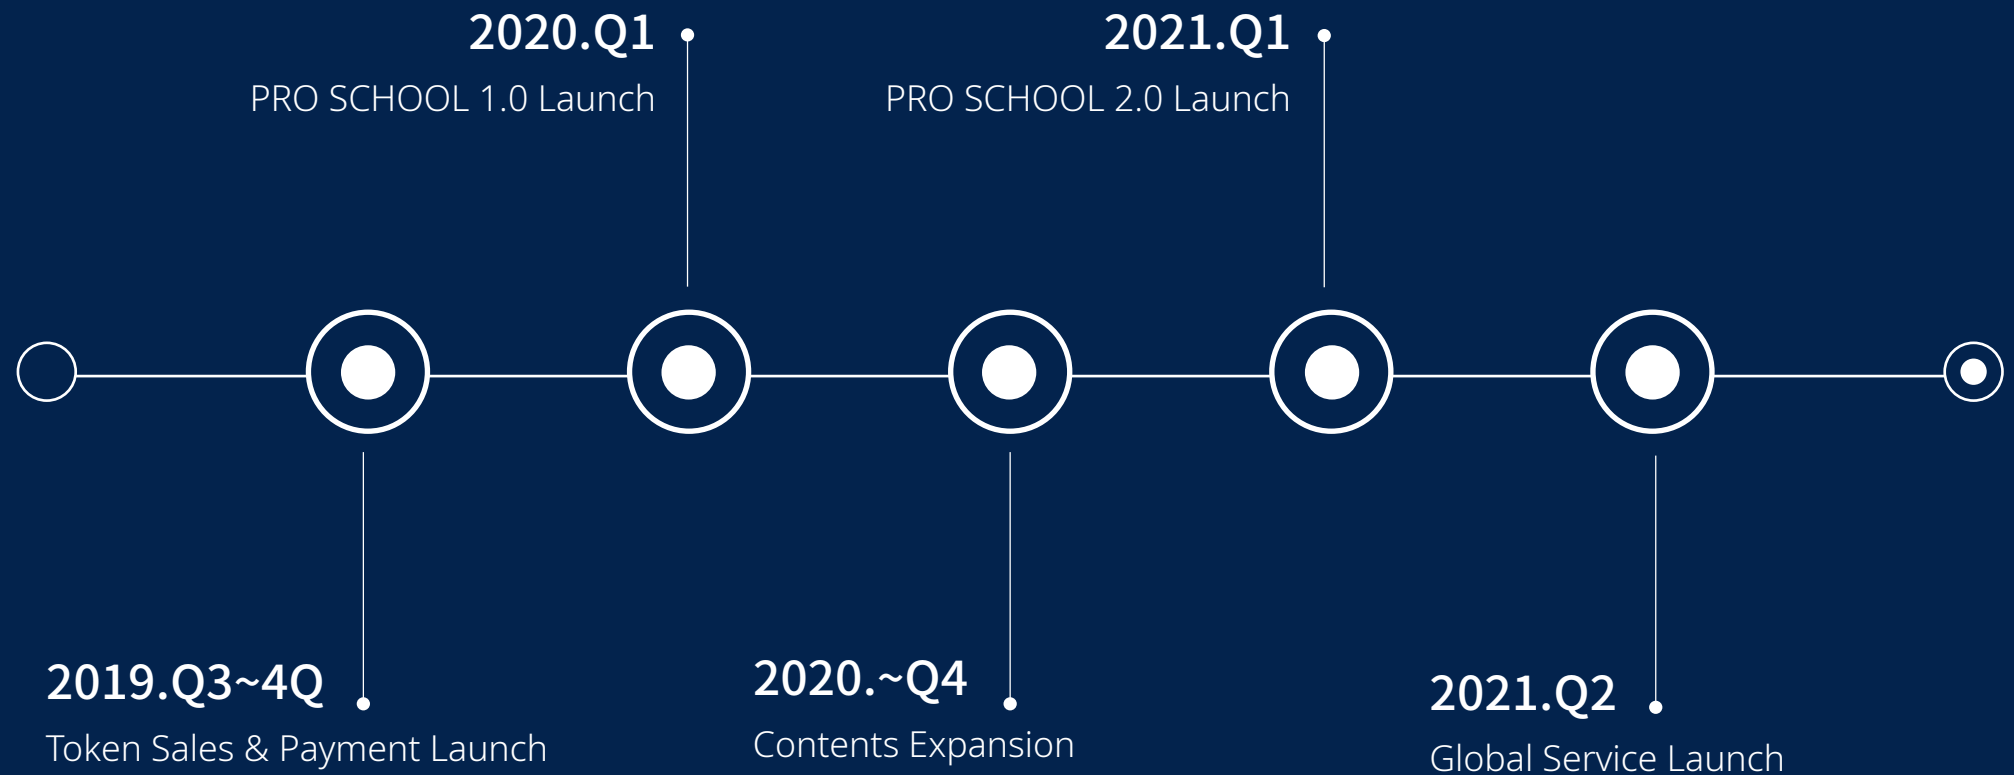 2020.Q1
PRO SCHOOL 1.0 Launch
2021.Q1
PRO SCHOOL 2.0 Launch
2019.Q3~4Q
Token Sales & Payment Launch
2020.~Q4
Contents Expansion
2021.Q2
Global Service Launch